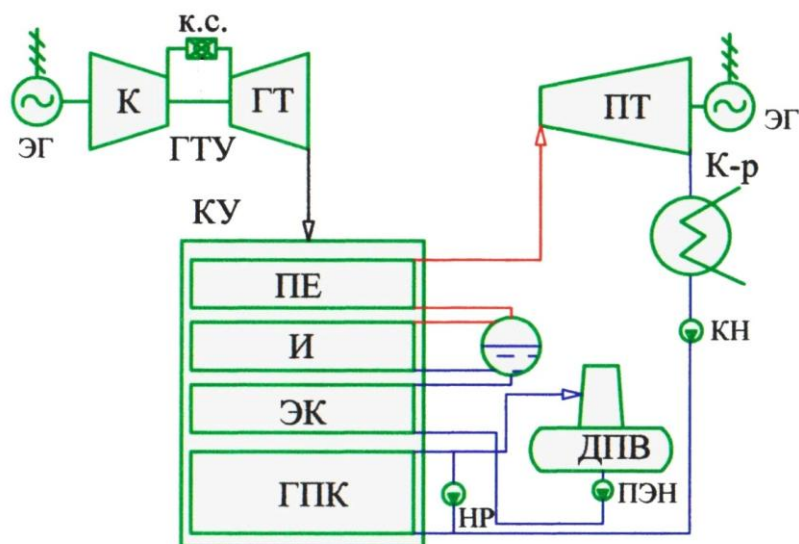 к.с.
К
ГТ
ПТ
ЭГ
ГТУ
ЭГ
К-р
КУ
ПЕ
И
КН
ЭК
ДПВ
ГПК
НР
ПЭН